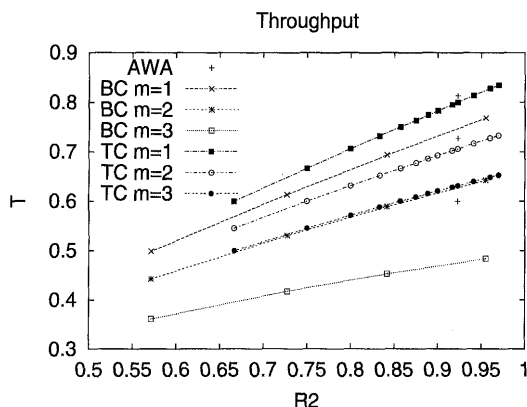 Throughput
0.9
0.8
0.7
0.6
0.5
0.4
0.3
T
AWA
BC m=1
BC m=2
BC m=3
TC m=1
TC m=2
TC m=3
0.5 0.55 0.6 0.65 0.7 0.75 0.8 0.85 0.9 0.95 1
R2